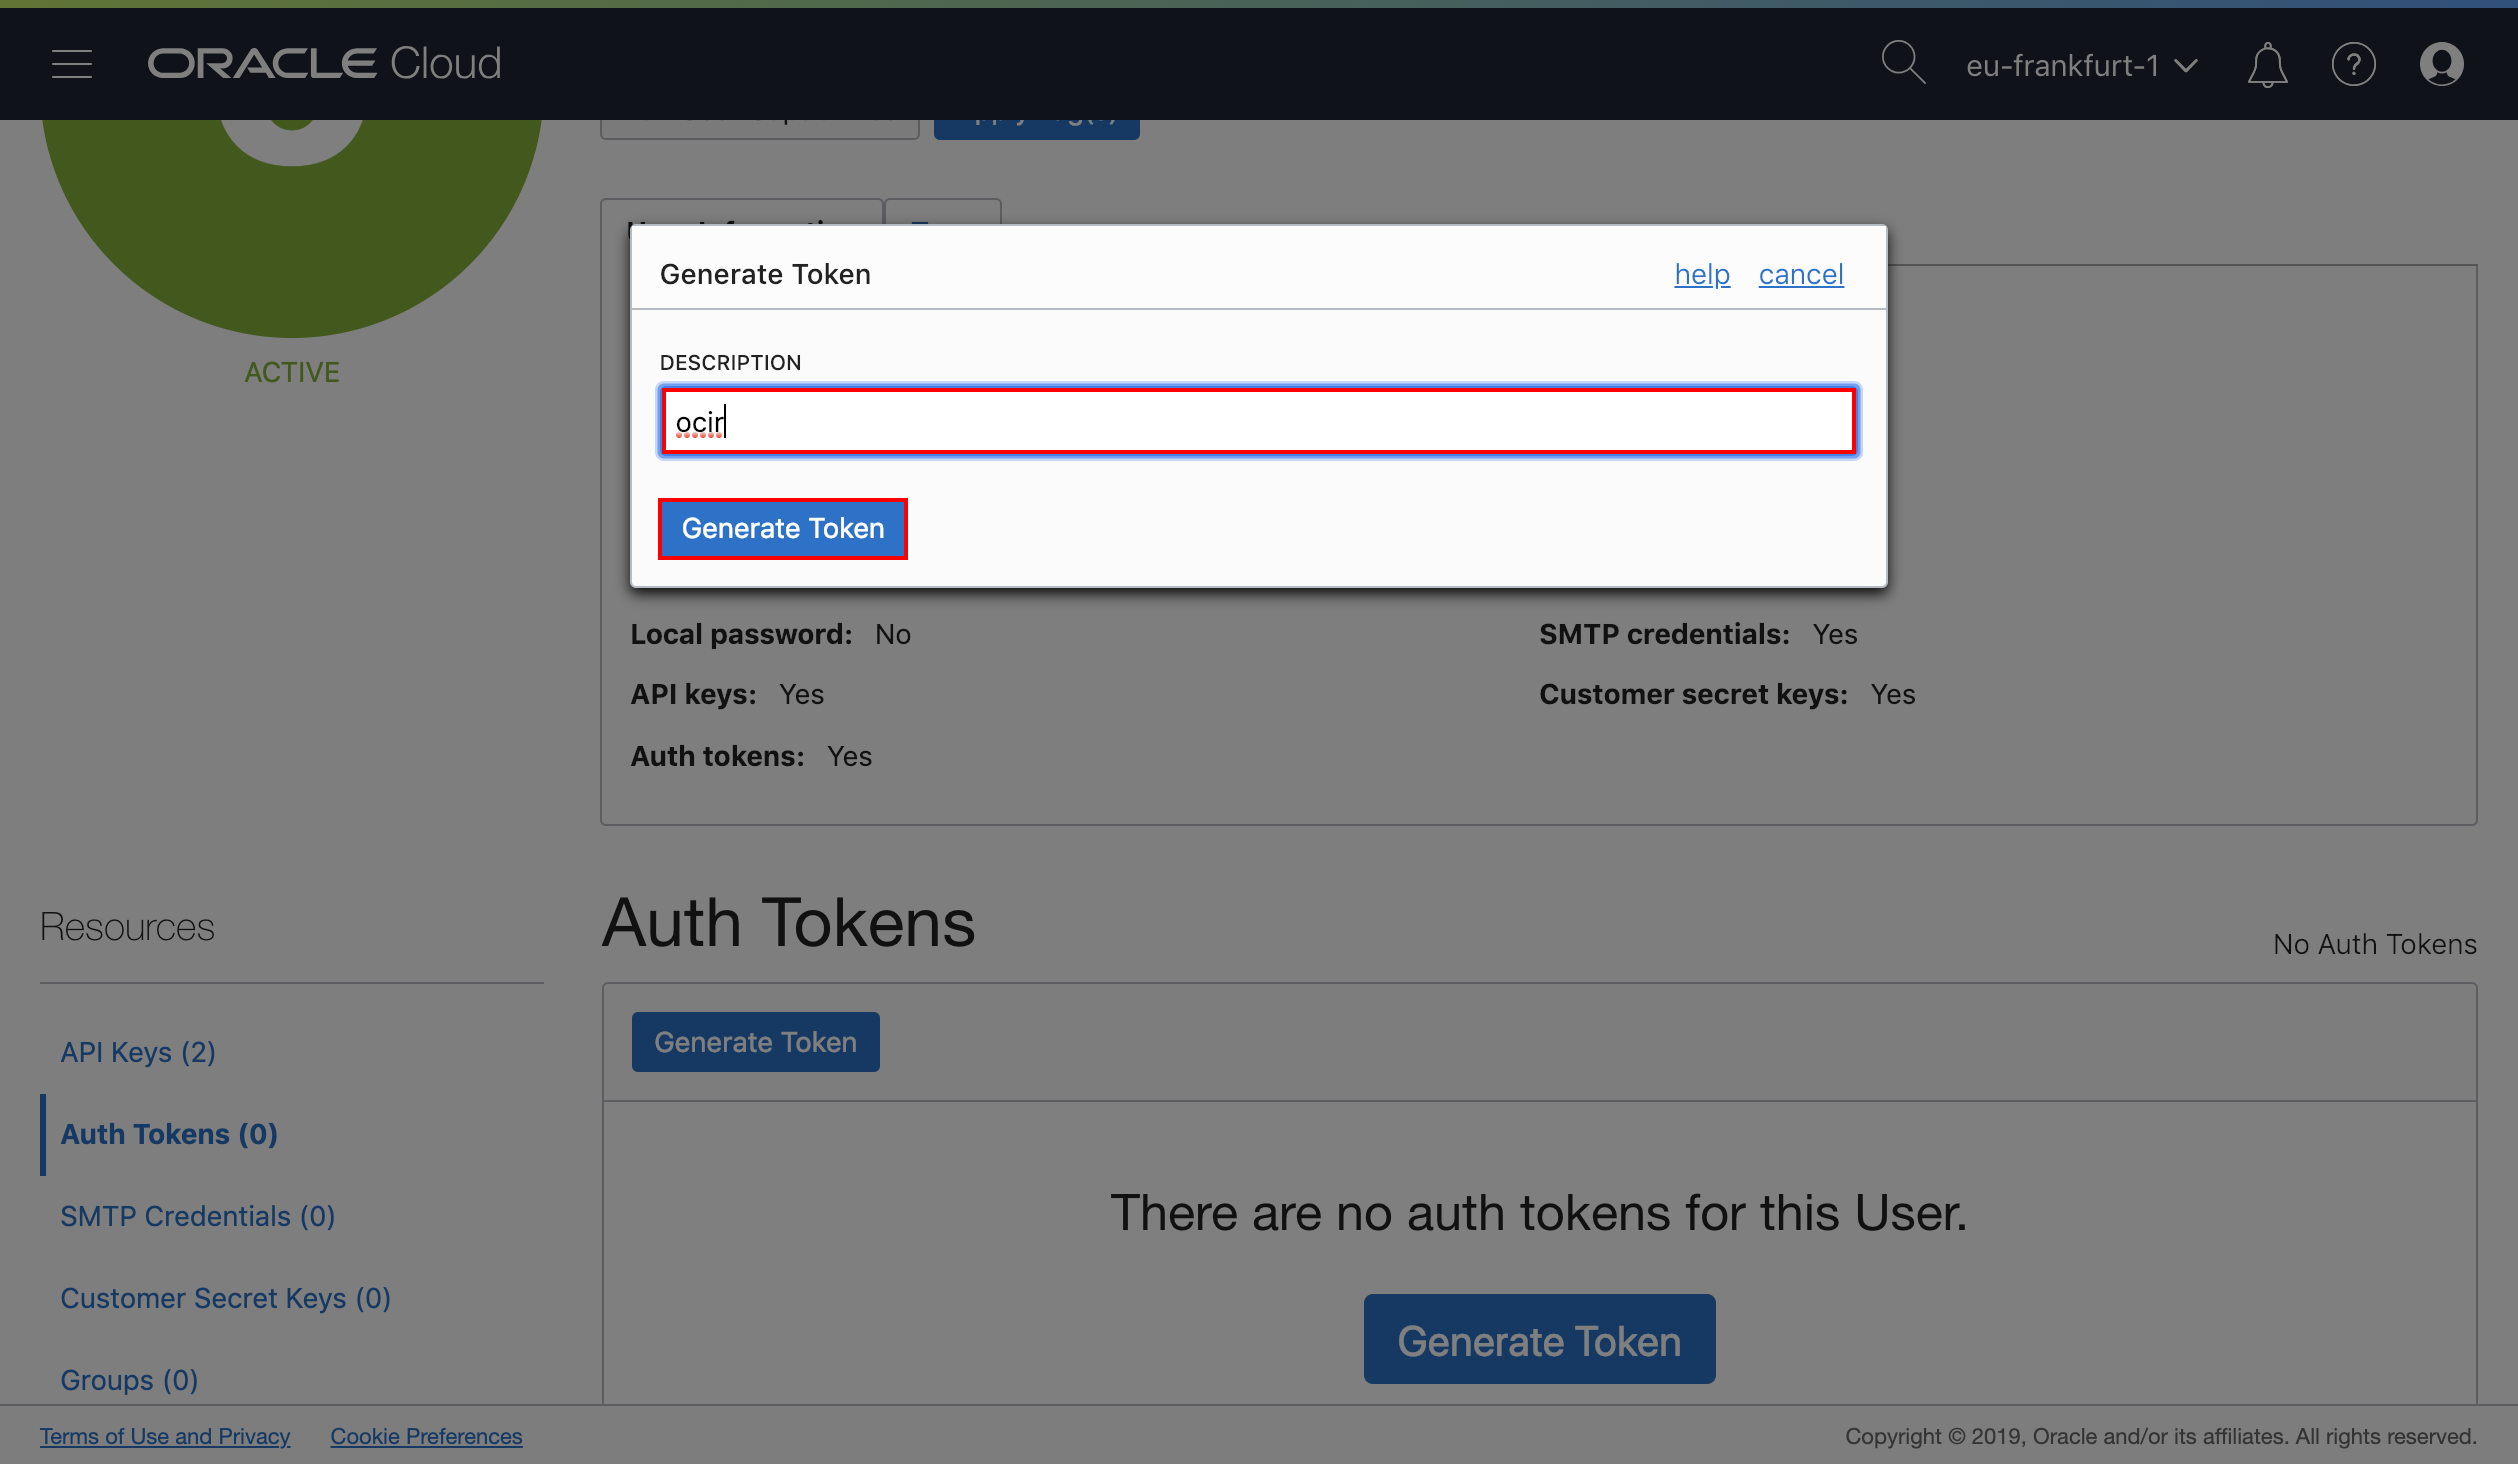 ORACLE Cloud
eu-frankfurt-1
?
Generate Token
help cancel
DESCRIPTION
ocir
Generate Token
ACTIVE
Local password: No
SMTP credentials: Yes
API keys: Yes
Customer secret keys: Yes
Auth tokens: Yes
Resources
API Keys (2)
Auth Tokens (0)
SMTP Credentials (0)
Customer Secret Keys (0)
Groups (0)
Auth Tokens
No Auth Tokens
Generate Token
There are no auth tokens for this User.
Generate Token
Terms of Use and Privacy Cookie Preferences
Copyright © 2019, Oracle and/or its affiliates. All rights reserved.